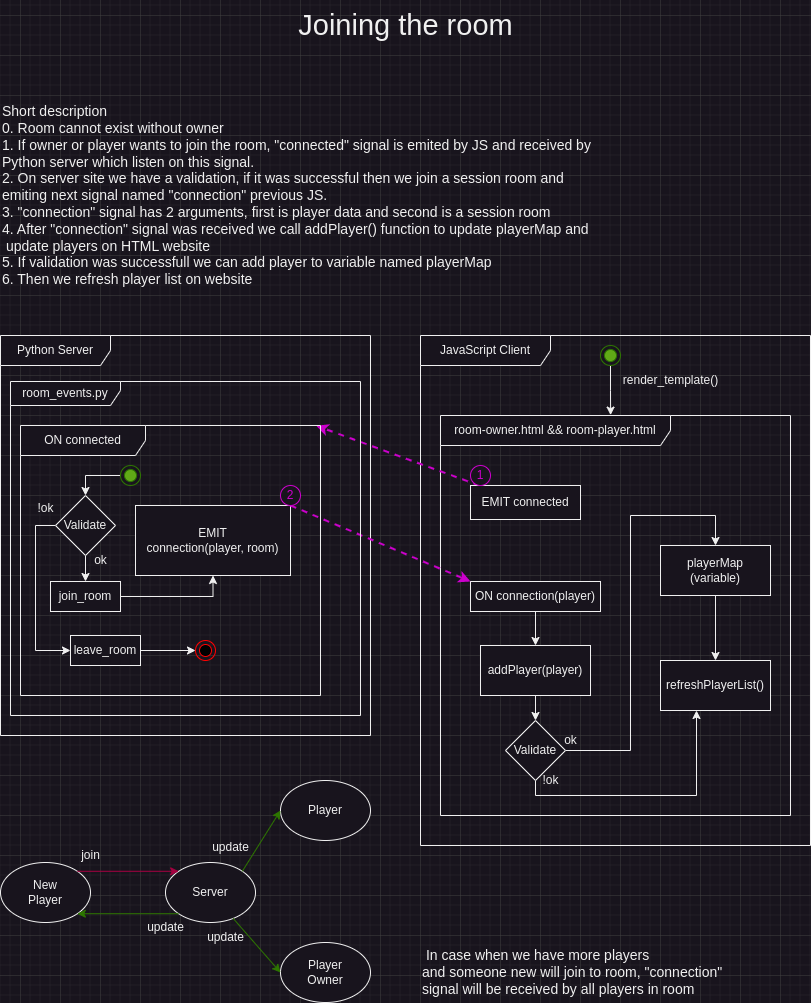 Joining the room
Short description
0. Room cannot exist without owner
1. If owner or player wants to join the room, "connected" signal is emited by JS and received by
Python server which listen on this signal.
2. On server site we have a validation, if it was successful then we join a session room and
emiting next signal named "connection" previous JS.
3. "connection" signal has 2 arguments, first is player data and second is a session room
4. After "connection" signal was received we call addPlayer() function to update playerMap and
update players on HTML website
5. If validation was successfull we can add player to variable named playerMap
6. Then we refresh player list on website
Python Server
room_events.py
ON connected
!ok
Validate
ok
join_room
leave_room
2
EMIT
connection(player, room)
JavaScript Client
render_template()
room-owner.html && room-player.html
1
EMIT connected
ON connection(player)
addPlayer(player)
Validate
ok
!ok
playerMap
(variable)
refreshPlayerList()
Player
update
join
New
Player
Server
update
update
Player
Owner
In case when we have more players
and someone new will join to room, "connection"
signal will be received by all players in room